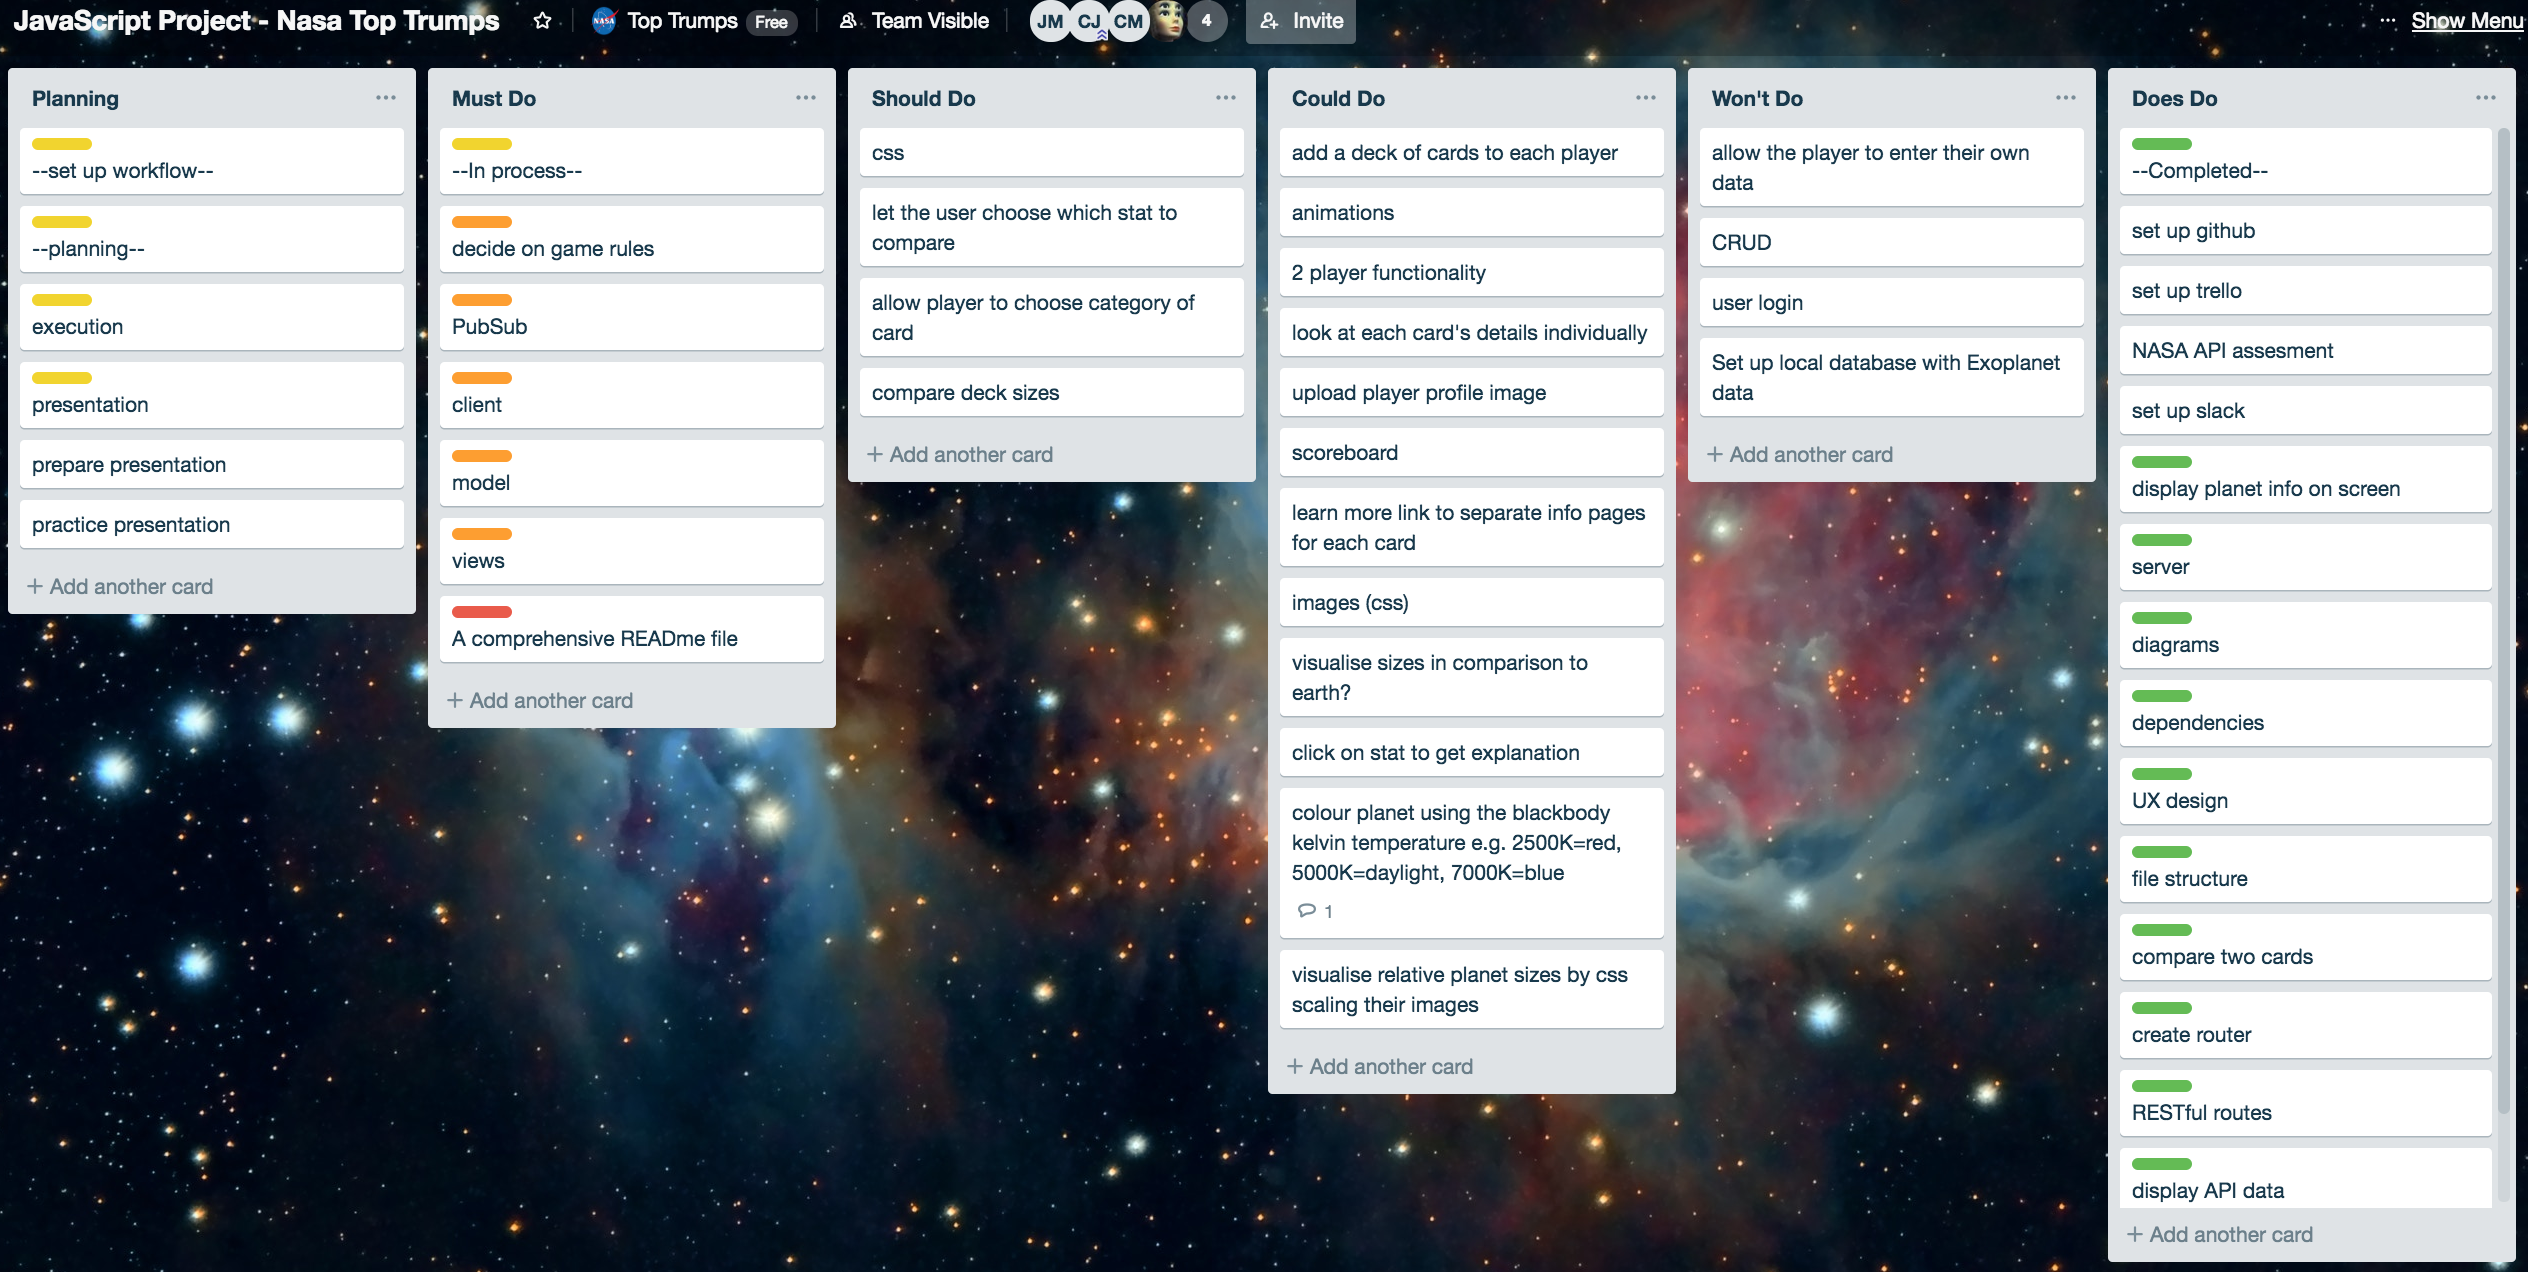 JavaScript Project - Nasa Top Trumps
NASA
Top Trumps
Free
Team Visible
JM
CJ
CM
4
Invite
... Show Menu
Planning
--set up workflow--
--planning--
execution
presentation
prepare presentation
practice presentation
+ Add another card
Must Do
--In process--
decide on game rules
PubSub
client
model
views
A comprehensive READme file
+ Add another card
Should Do
css
let the user choose which stat to
compare
allow player to choose category of
card
compare deck sizes
+ Add another card
Could Do
add a deck of cards to each player
animations
2 player functionality
look at each card's details individually
upload player profile image
scoreboard
learn more link to separate info pages
for each card
images (css)
visualise sizes in comparison to
earth?
click on stat to get explanation
colour planet using the blackbody
kelvin temperature e.g. 2500K=red,
5000K=daylight, 7000K=blue
1
visualise relative planet sizes by css
scaling their images
+ Add another card
Won't Do
allow the player to enter their own
data
CRUD
user login
Set up local database with Exoplanet
data
+ Add another card
Does Do
--Completed--
set up github
set up trello
NASA API assesment
set up slack
display planet info on screen
server
diagrams
dependencies
UX design
file structure
compare two cards
create router
RESTful routes
display API data
+ Add another card